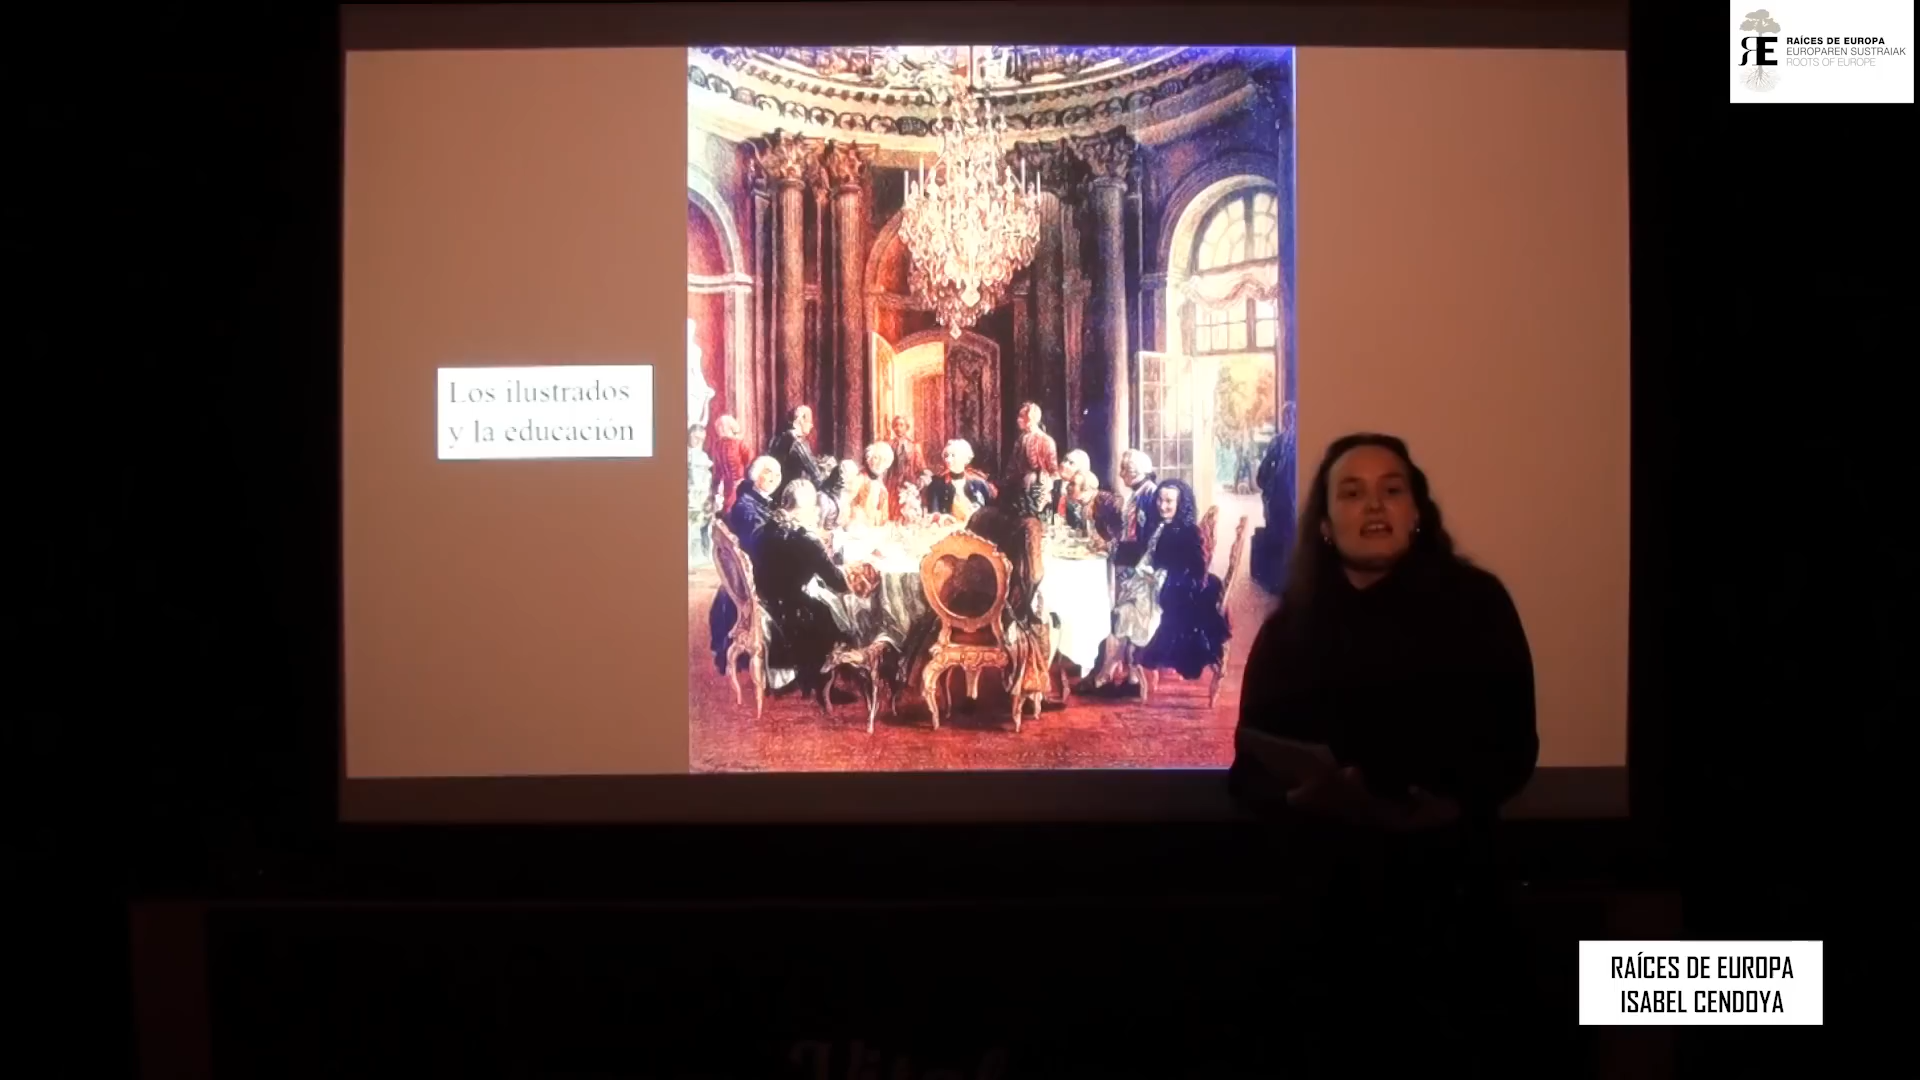 RAÍCES DE EUROPA
EUROPAREN SUSTRAIAK
ROOTS OF EUROPE
Los ilustrados
y la educación
RAÍCES DE EUROPA
ISABEL CENDOYA